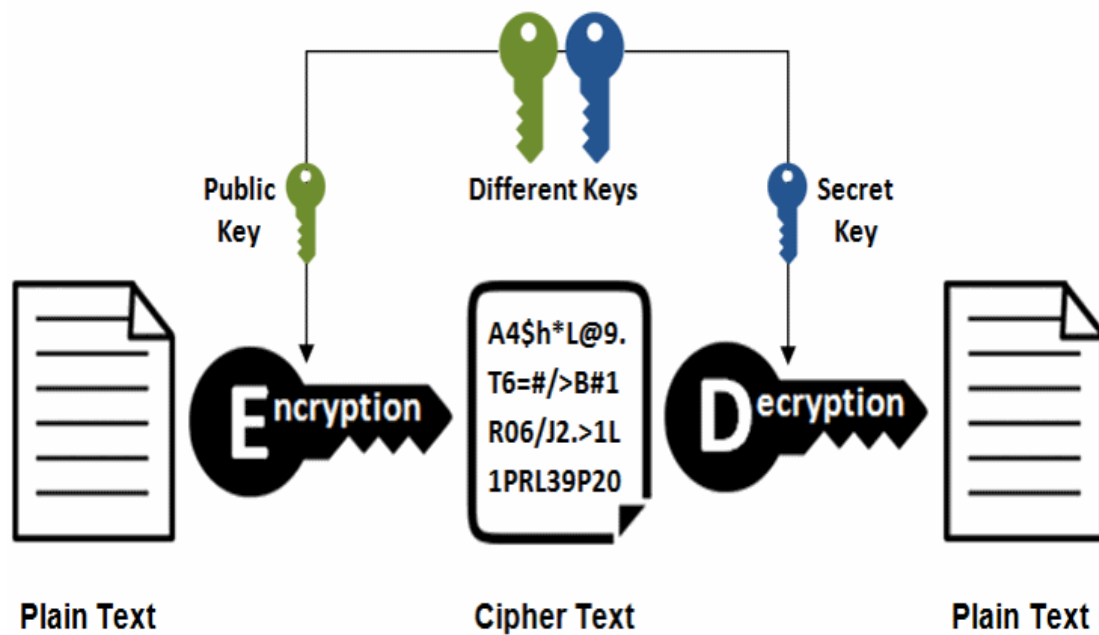 Public
Key
Different Keys
Secret
Key
Encryption
A4$h*L@9.
T6=#/>B#1
R06/J2.>1L
1PRL39P20
Decryption
Plain Text
Cipher Text
Plain Text